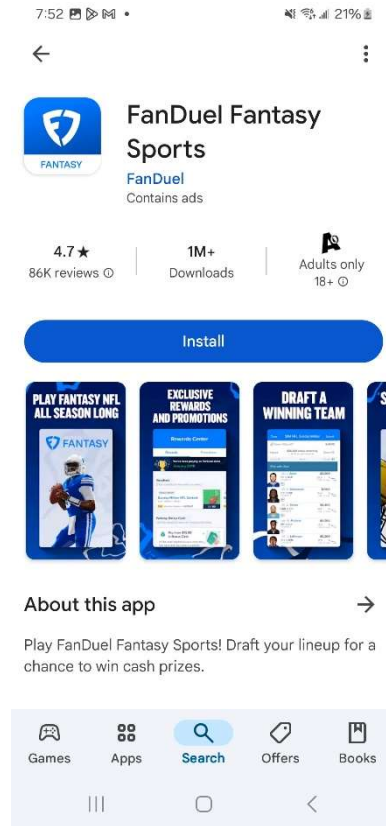 7:52
21%
FANTASY
FanDuel Fantasy
Sports
FanDuel
Contains ads
4.7★
86K reviews
1M+
Downloads
Adults only
18+
Install
PLAY FANTASY NFL
ALL SEASON LONG
FANTASY
EXCLUSIVE
REWARDS
AND PROMOTIONS
Rewards Center
DRAFT A
WINNING TEAM
S
About this app
Play FanDuel Fantasy Sports! Draft your lineup for a
chance to win cash prizes.
Games
Apps
Search
Offers
Books